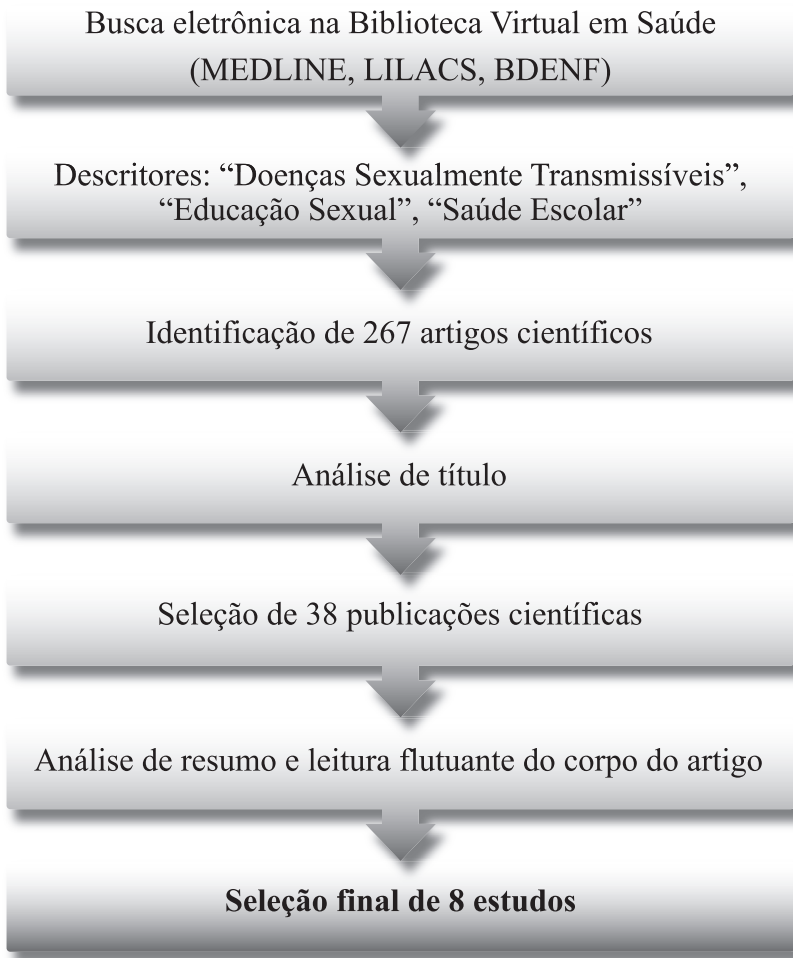 Busca eletrônica na Biblioteca Virtual em Saúde
(MEDLINE, LILACS, BDENF)
Descritores: “Doenças Sexualmente Transmissíveis”,
“Educação Sexual”, “Saúde Escolar”
Identificação de 267 artigos científicos
Análise de título
Seleção de 38 publicações científicas
Análise de resumo e leitura flutuante do corpo do artigo
Seleção final de 8 estudos